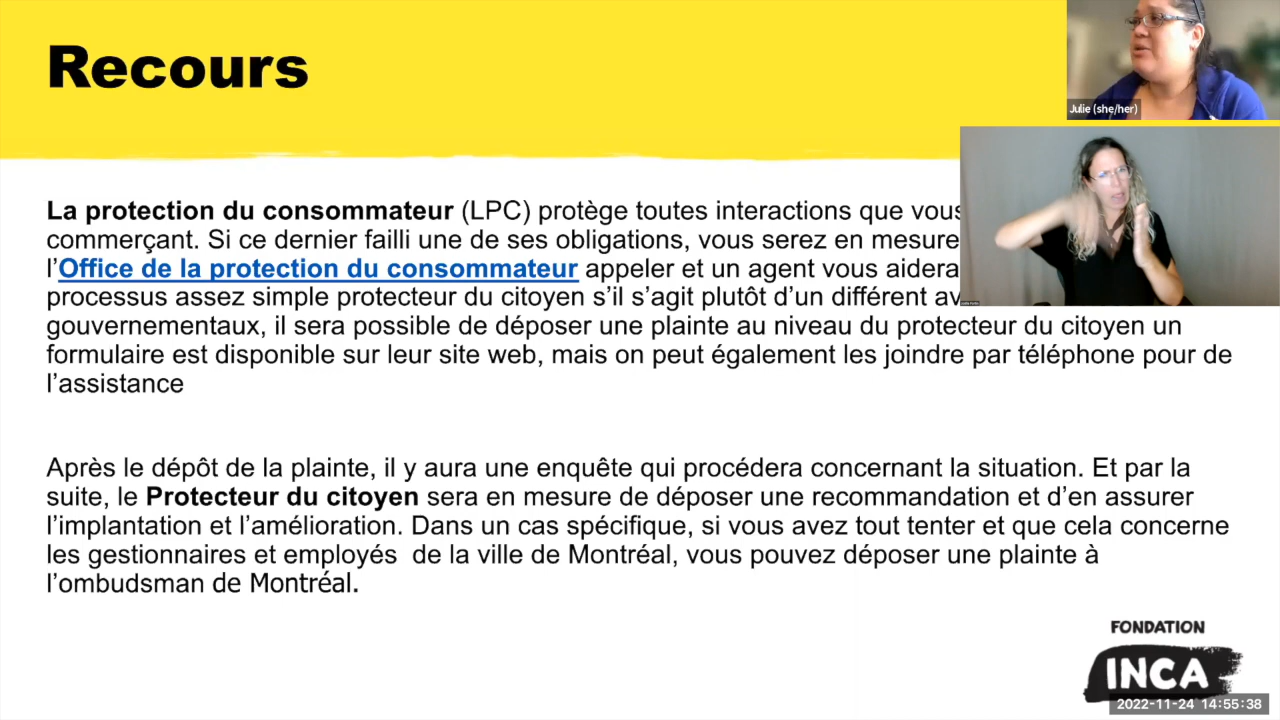 Recours
Julie (she/her)
La protection du consommateur (LPC) protège toutes interactions que vous
commerçant. Si ce dernier failli une de ses obligations, vous serez en mesure
l’Office de la protection du consommateur appeler et un agent vous aidera
processus assez simple protecteur du citoyen s’il s’agit plutôt d’un différent av
gouvernementaux, il sera possible de déposer une plainte au niveau du protecteur du citoyen un
formulaire est disponible sur leur site web, mais on peut également les joindre par téléphone pour de
l’assistance
Après le dépôt de la plainte, il y aura une enquête qui procédera concernant la situation. Et par la
suite, le Protecteur du citoyen sera en mesure de déposer une recommandation et d’en assurer
l’implantation et l’amélioration. Dans un cas spécifique, si vous avez tout tenter et que cela concerne
les gestionnaires et employés  de la ville de Montréal, vous pouvez déposer une plainte à
l’ombudsman de Montréal.
FONDATION
INCA
2022-11-24 14:55:38